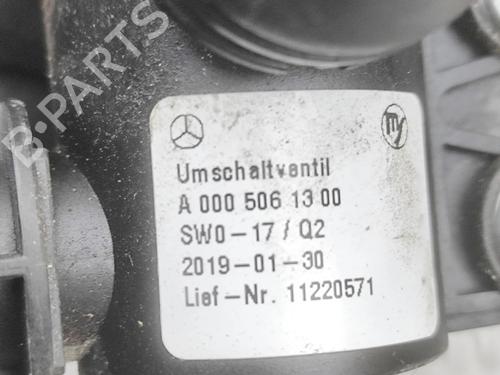 B-PARTS
Umschaltventil
A 000 506 13 00
SW0-17 / Q2
2019-01-30
Lief-Nr. 11220571